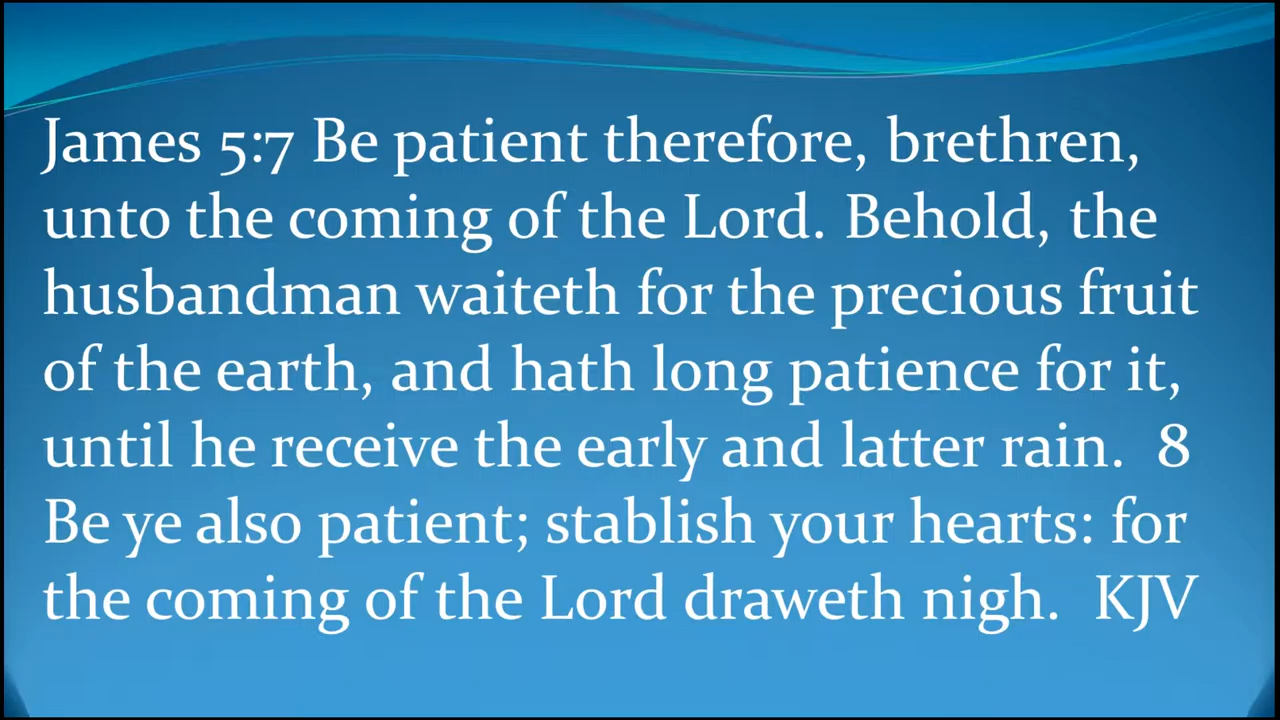 James 5:7 Be patient therefore, brethren,
unto the coming of the Lord. Behold, the
husbandman waiteth for the precious fruit
of the earth, and hath long patience for it,
until he receive the early and latter rain.  8
Be ye also patient; stablish your hearts: for
the coming of the Lord draweth nigh.  KJV